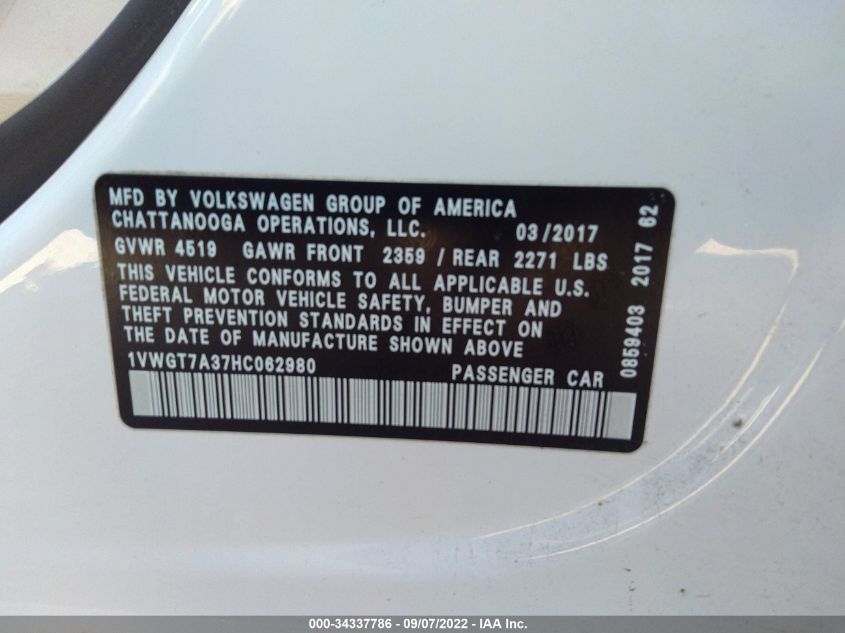 MFD BY VOLKSWAGEN GROUP OF AMERICA
CHATTANOOGA OPERATIONS, LLC. 03/2017
GVWR 4519 GAWR FRONT 2359 / REAR 2271 LBS
THIS VEHICLE CONFORMS TO ALL APPLICABLE U.S.
FEDERAL MOTOR VEHICLE SAFETY, BUMPER AND
THEFT PREVENTION STANDARDS IN EFFECT ON
THE DATE OF MANUFACTURE SHOWN ABOVE
1VWGT7A37HC062980 PASSENGER CAR
0859403 2017 62
000-34337786 - 09/07/2022 - IAA Inc.